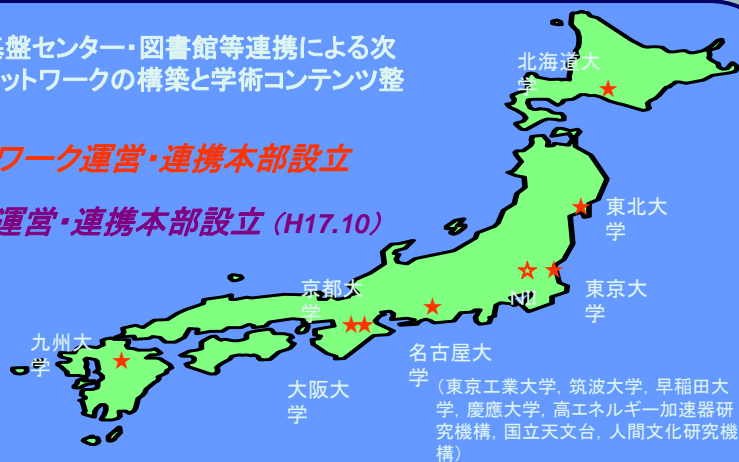 基盤センター・図書館等連携による次
ットワークの構築と学術コンテンツ整
ワーク運営・連携本部設立
運営・連携本部設立（H17.10）
北海道大
学
東北大
学
東京大
学
NII
京都大
学
名古屋大
学
九州大
学
大阪大
学
（東京工業大学, 筑波大学, 早稲田大
学, 慶應大学, 高エネルギー加速器研
究機構, 国立天文台, 人間文化研究機
構）